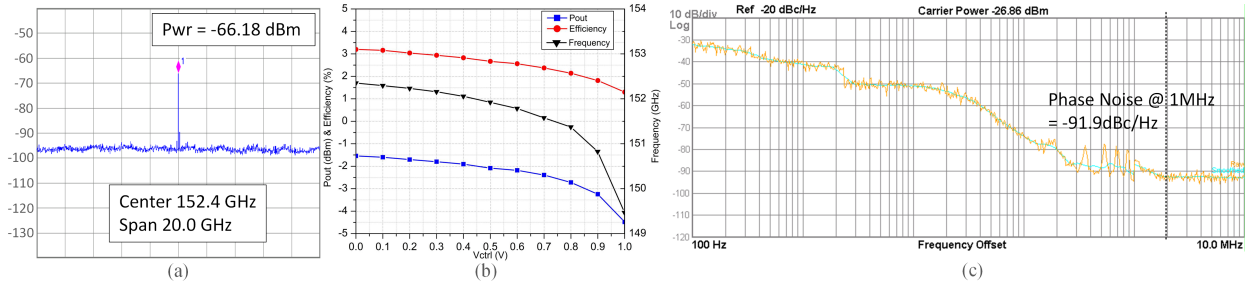 -50
-60
-70
-80
-90
-100
-110
-120
-130
Pwr = -66.18 dBm
1
Center 152.4 GHz
Span 20.0 GHz
(a)
5
4
3
2
1
0
-1
-2
-3
-4
-5
Pout (dBm) & Efficiency (%)
Pout
Efficiency
Frequency
154
153
152
151
150
149
Frequency (GHz)
0.0 0.1 0.2 0.3 0.4 0.5 0.6 0.7 0.8 0.9 1.0
Vctrl (V)
(b)
10 dB/div
Log
Ref -20 dBc/Hz
Carrier Power -26.86 dBm
-30
-40
-50
-60
-70
-80
-90
-100
-110
-120
Phase Noise @ 1MHz
= -91.9dBc/Hz
100 Hz
Frequency Offset
10.0 MHz
(c)